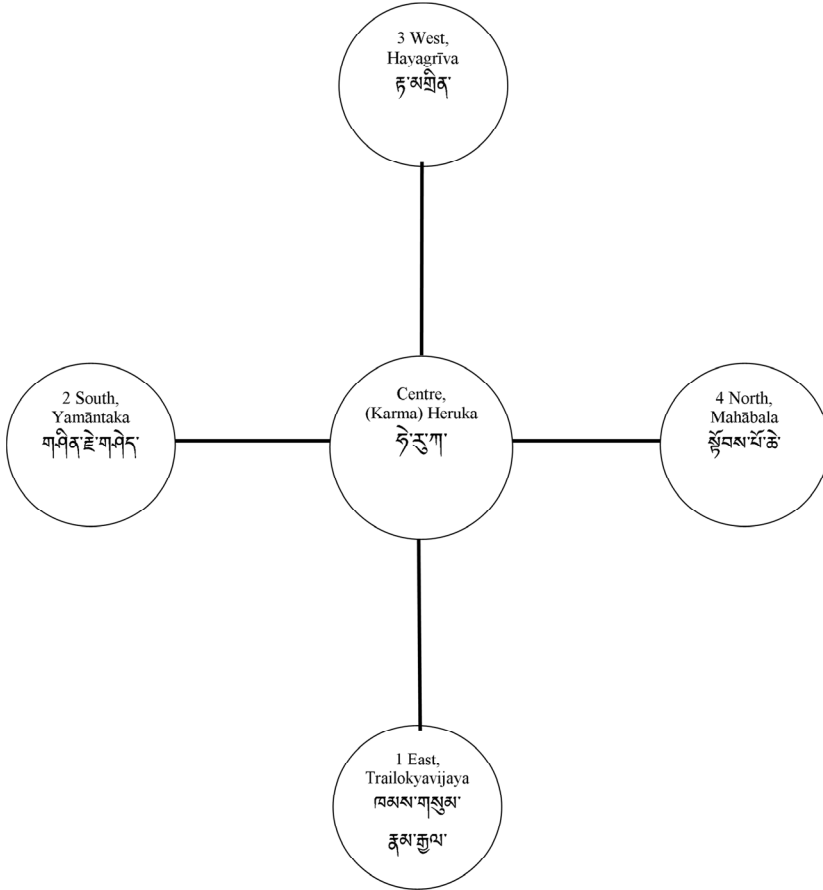 3 West,
Hayagrīva
རྟ་མགྲིན་
2 South,
Yamāntaka
གཤིན་རྗེ་གཤེད་
Centre,
(Karma) Heruka
ཧེ་རུ་ཀ་
4 North,
Mahābala
སྟོབས་པོ་ཆེ་
1 East,
Trailokyavijaya
ཁམས་གསུམ་
རྣམ་རྒྱལ་